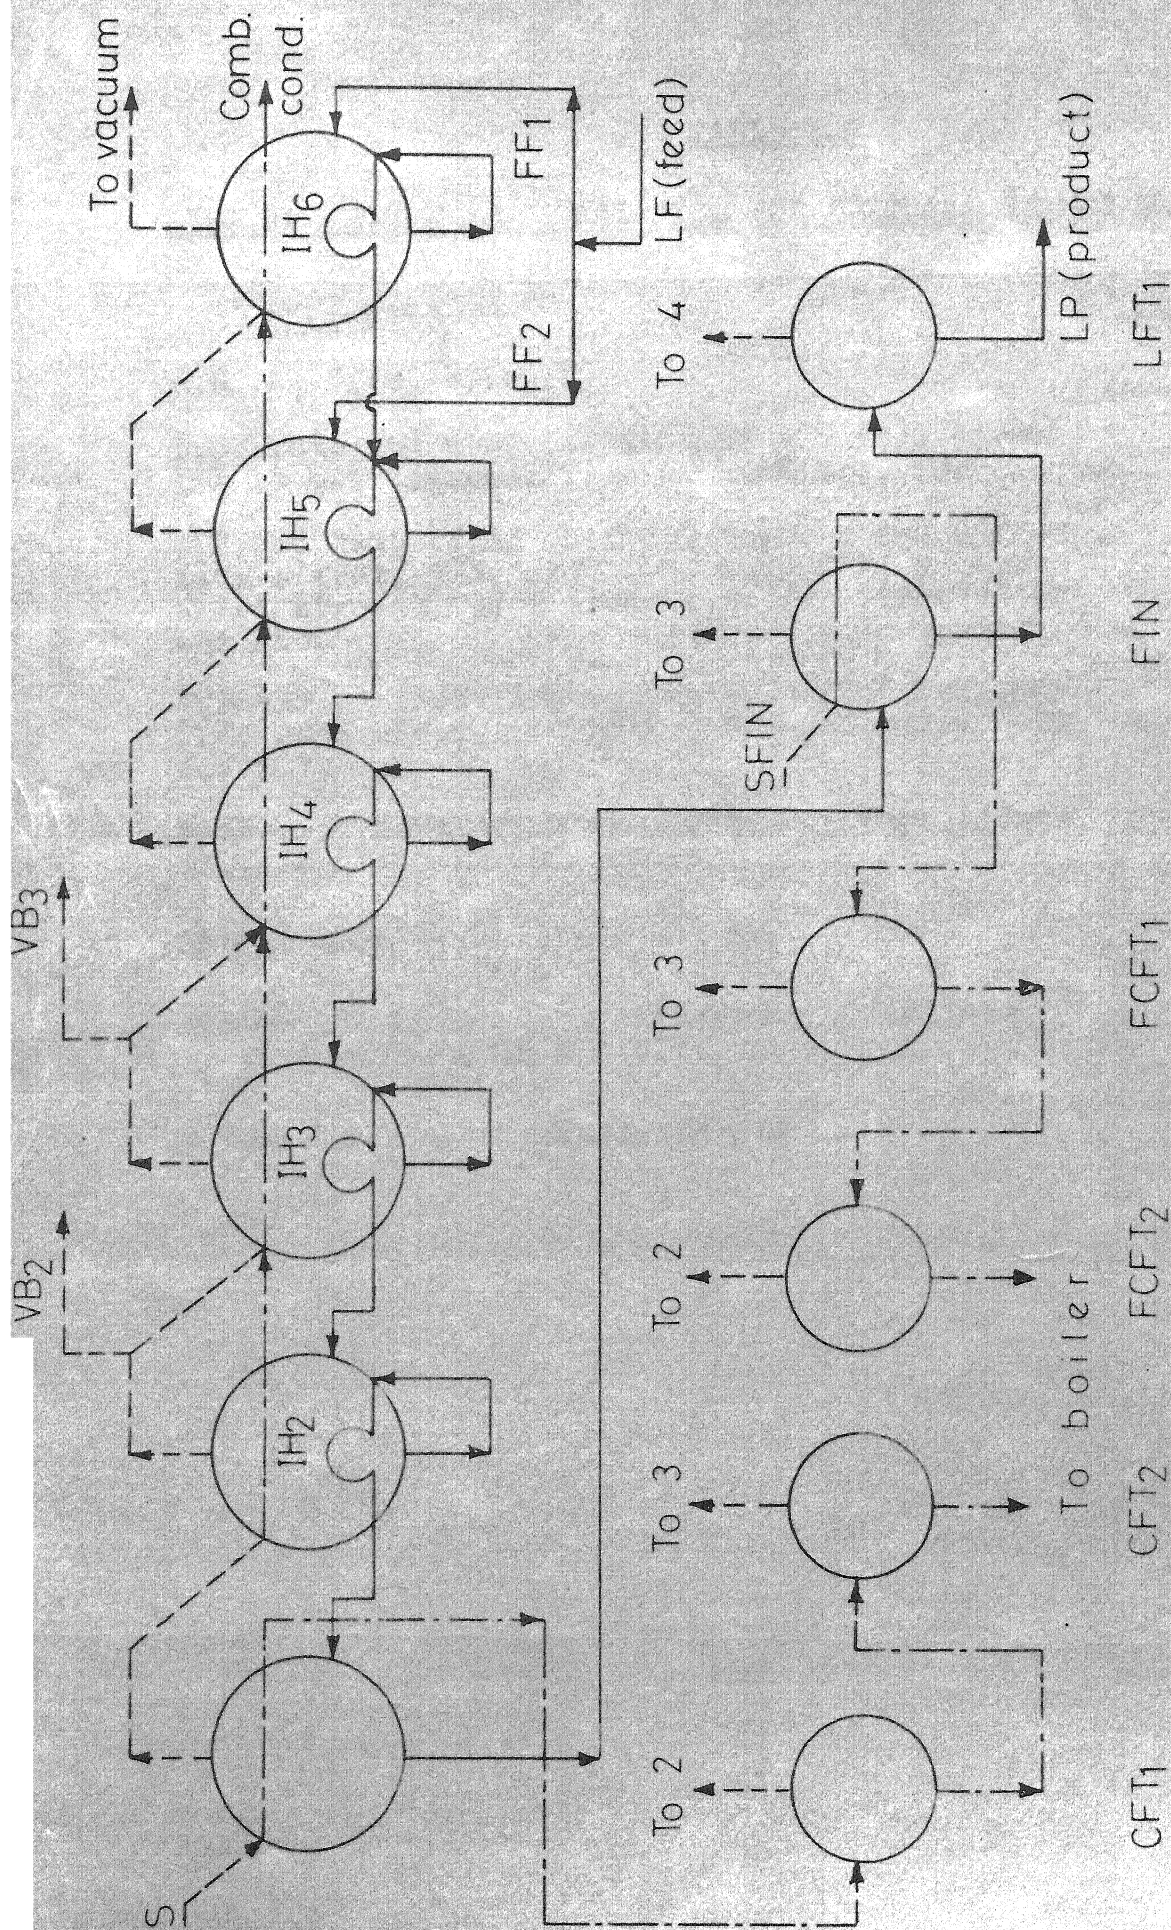 S
VB2
VB3
To vacuum
Comb.
cond.
IH2
IH3
IH4
IH5
IH6
FF2
FF1
LF (feed)
To 2
To 3
To 2
To 3
To 3
To 4
SFIN
To boiler
LP (product)
CFT1
CFT2
FCFT2
FCFT1
FIN
LFT1